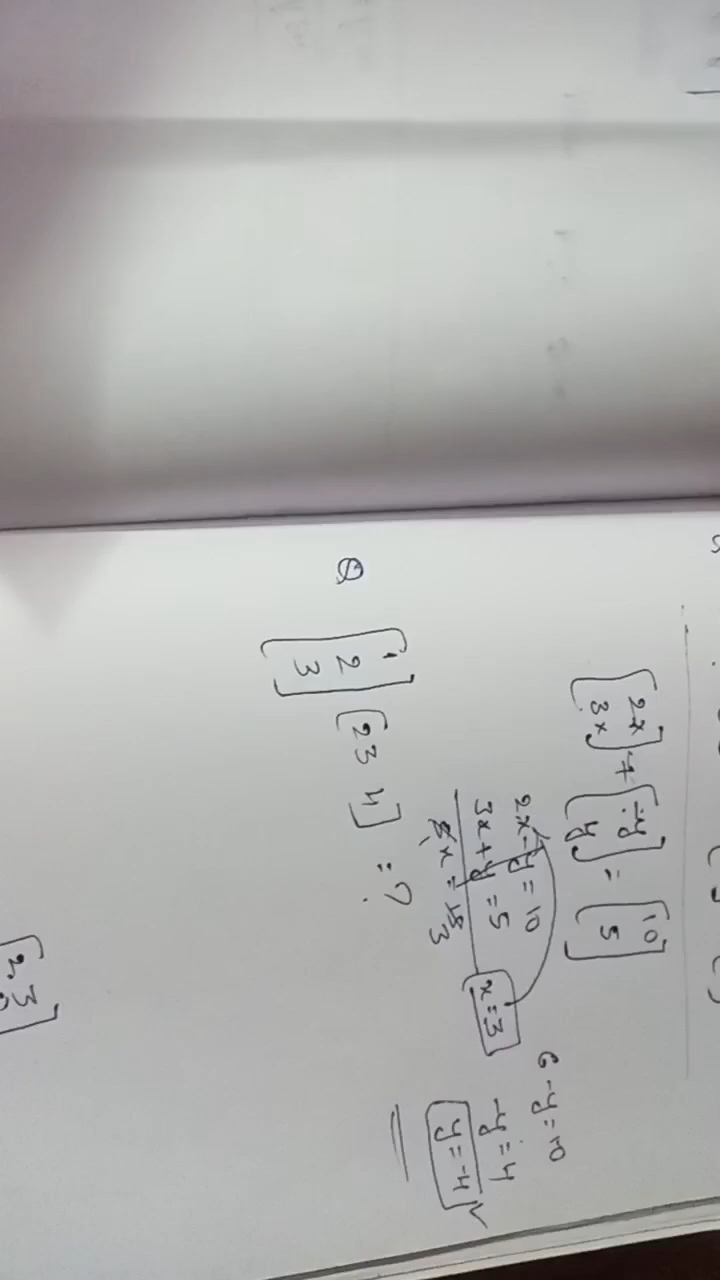 [2x 3x] + [-y y] = [10 5]
2x - y = 10
3x + y = 5
5x = 15 3
x = 3
6 - y = 10
-y = 4
y = -4
Q [1 2 3] [2 3 4] = ?